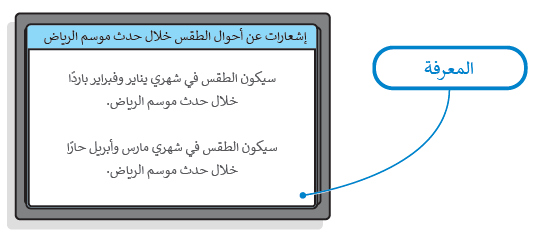 إشعارات عن أحوال الطقس خلال حدث موسم الرياض
سيكون الطقس في شهري يناير وفبراير باردًا
خلال حدث موسم الرياض.
سيكون الطقس في شهري مارس وأبريل حارًا
خلال حدث موسم الرياض.
المعرفة